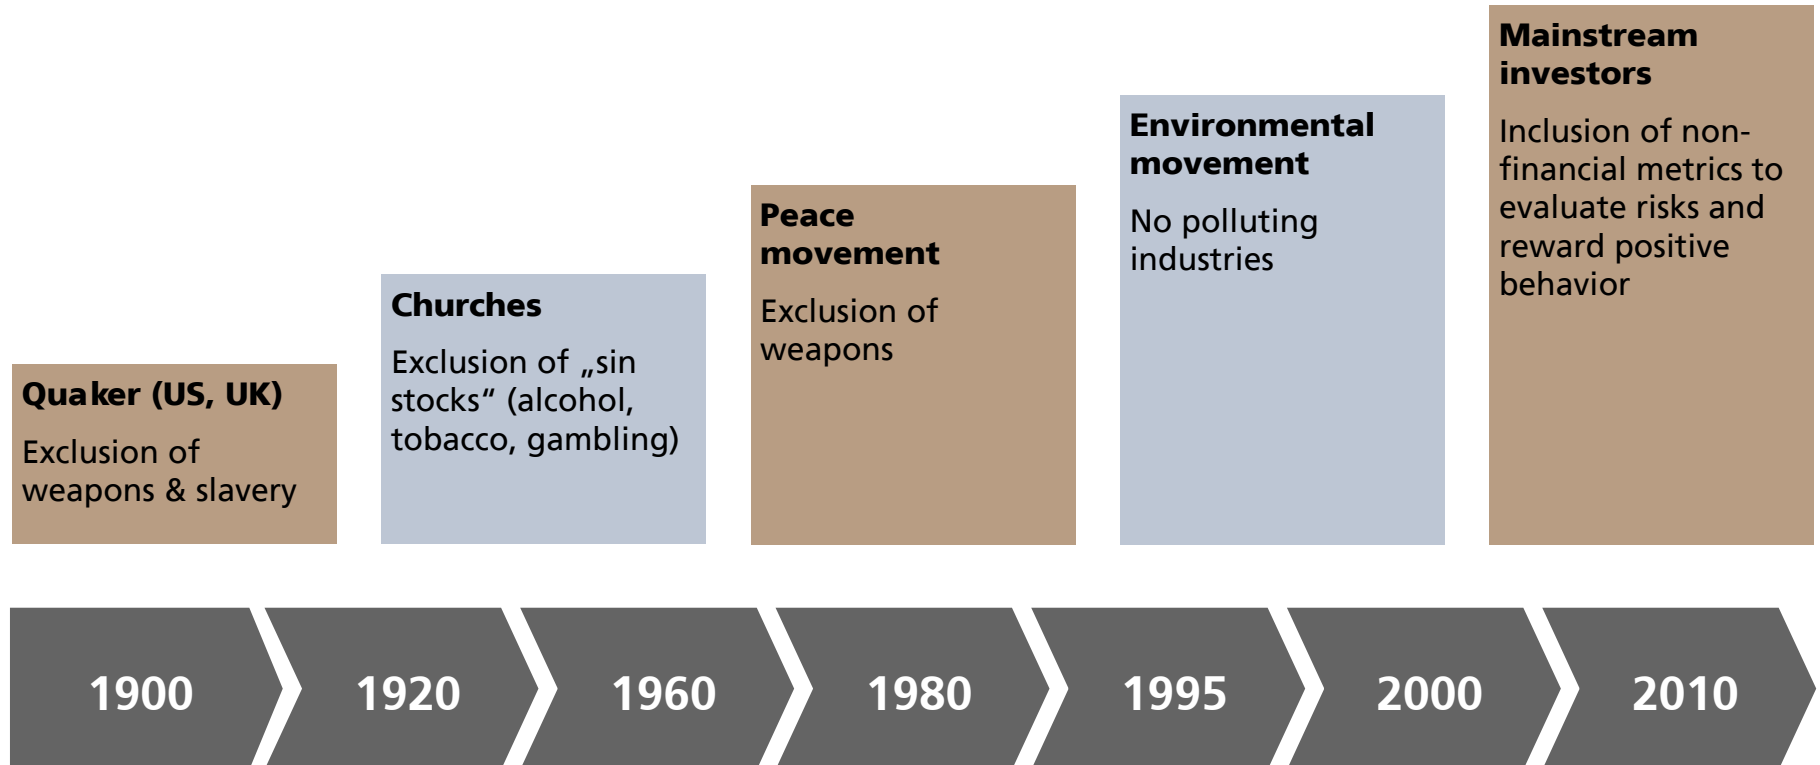 Quaker (US, UK)
Exclusion of
weapons & slavery
Churches
Exclusion of „sin
stocks“ (alcohol,
tobacco, gambling)
Peace
movement
Exclusion of
weapons
Environmental
movement
No polluting
industries
Mainstream
investors
Inclusion of non-
financial metrics to
evaluate risks and
reward positive
behavior
1900
1920
1960
1980
1995
2000
2010